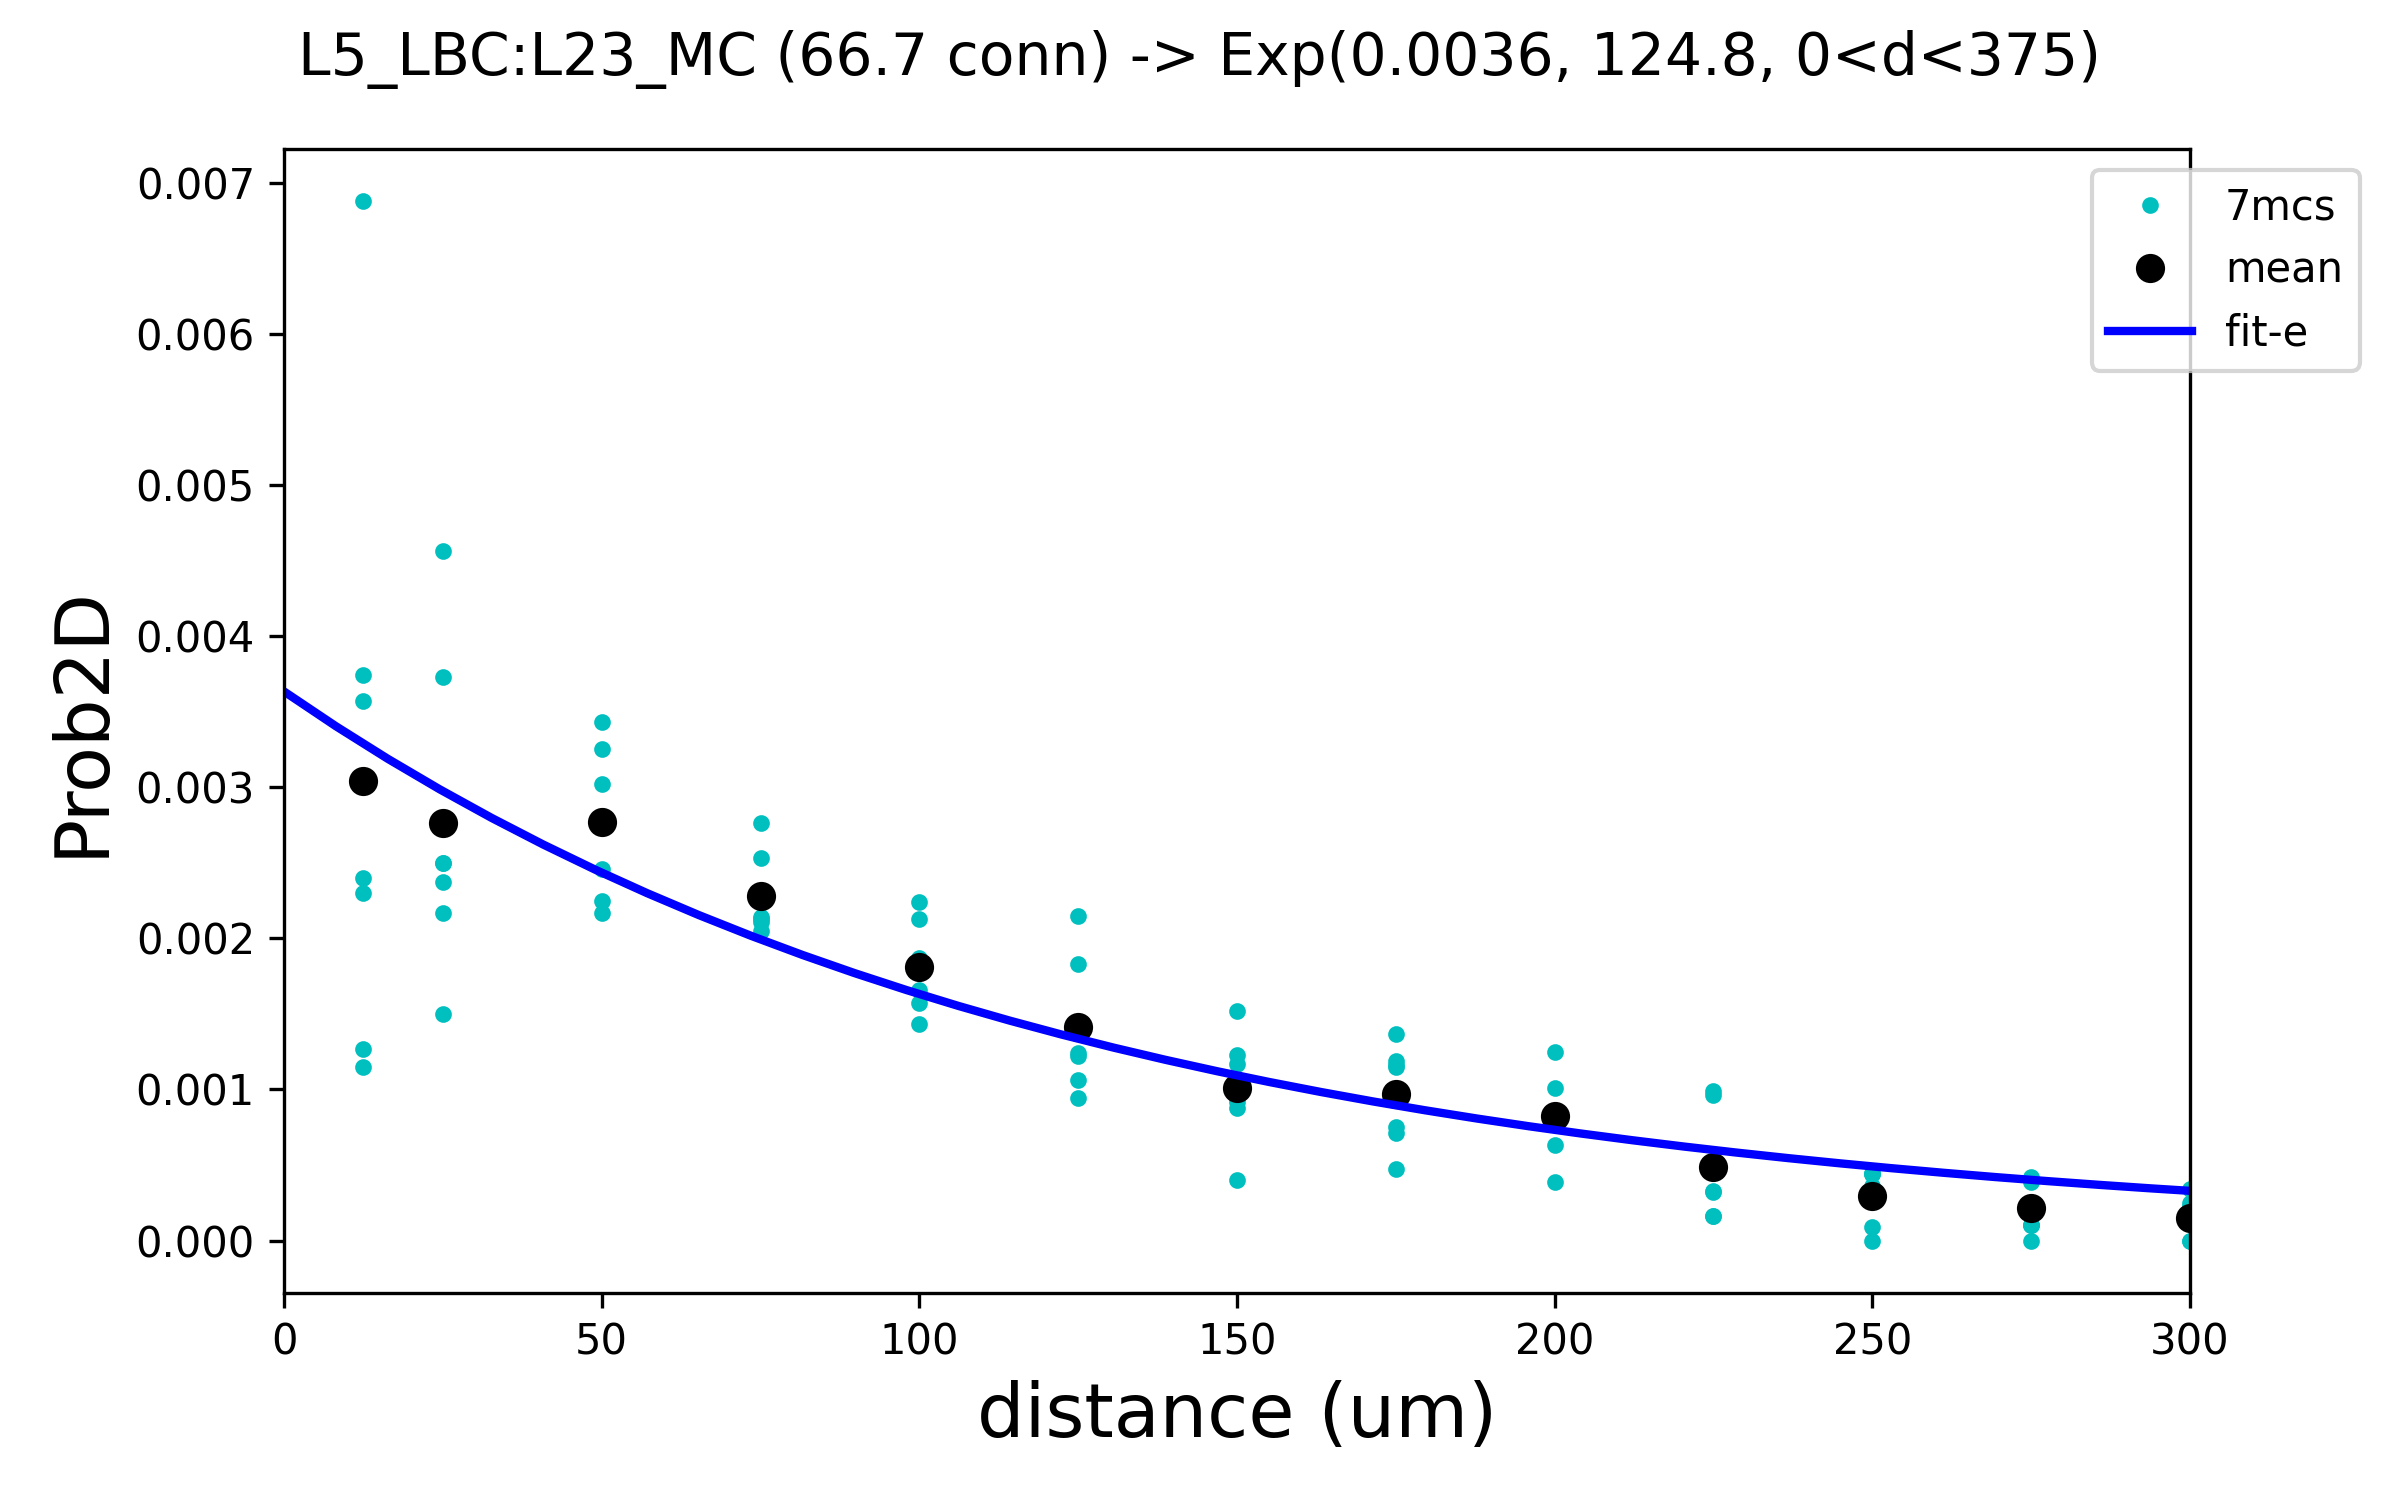 L5_LBC:L23_MC (66.7 conn) -> Exp(0.0036, 124.8, 0<d<375)
7mcs
mean
fit-e
Prob2D
0.007
0.006
0.005
0.004
0.003
0.002
0.001
0.000
0 50 100 150 200 250 300
distance (um)